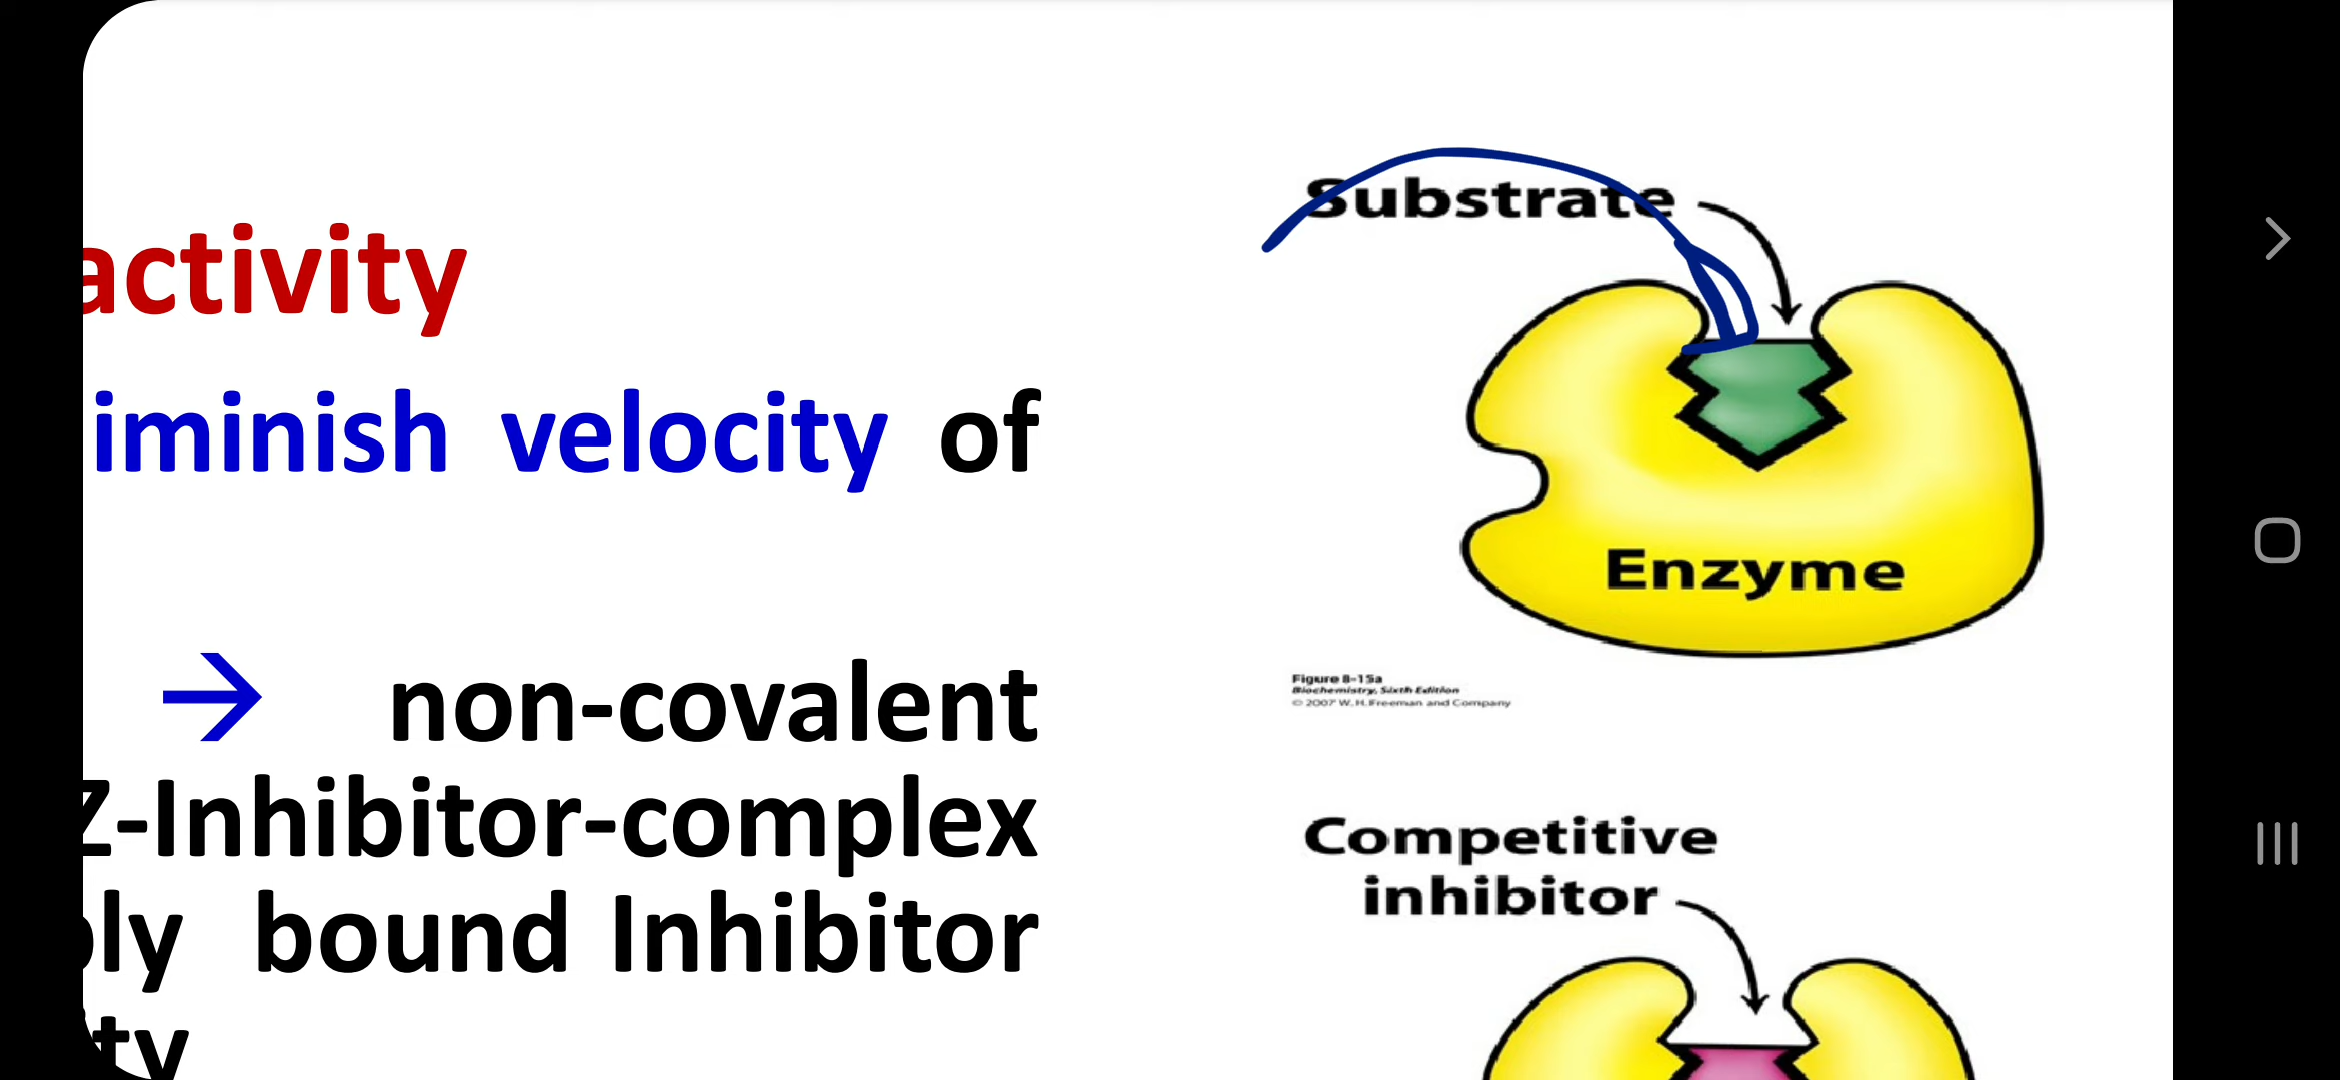 activity
iminish velocity of
→ non-covalent
Z-Inhibitor-complex
ly bound Inhibitor
ity
Substrate
Enzyme
Figure 8-15a
Biochemistry, Sixth Edition
© 2007 W. H. Freeman and Company
Competitive
inhibitor